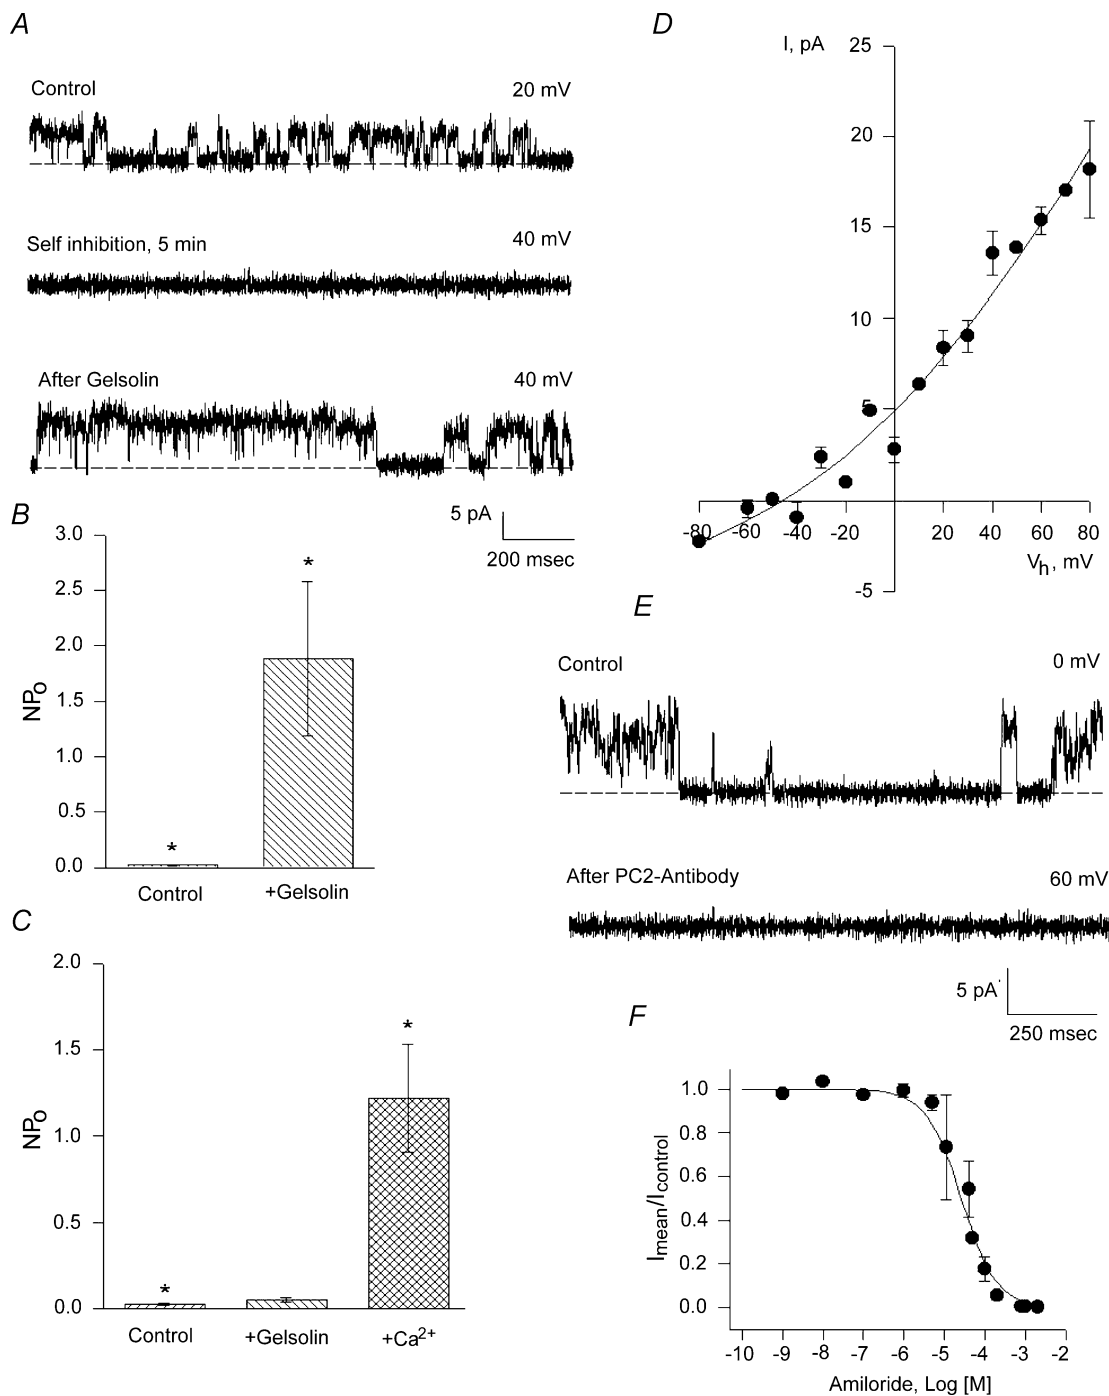 A
Control
20 mV
Self inhibition, 5 min
40 mV
After Gelsolin
40 mV
5 pA
200 msec
B
3.0
2.5
2.0
1.5
1.0
0.5
0.0
NPo
*
*
Control
+Gelsolin
C
2.0
1.5
1.0
0.5
0.0
NPo
*
*
Control
+Gelsolin
+Ca2+
D
I, pA
25
20
15
10
5
-5
-80
-60
-40
-20
20
40
60
80
Vh, mV
E
Control
0 mV
After PC2-Antibody
60 mV
5 pA
250 msec
F
1.0
0.8
0.6
0.4
0.2
0.0
Imean/Icontrol
-10
-9
-8
-7
-6
-5
-4
-3
-2
Amiloride, Log [M]